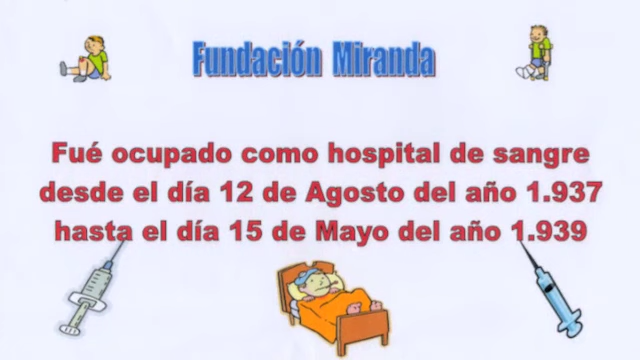 Fundación Miranda
Fué ocupado como hospital de sangre
desde el día 12 de Agosto del año 1.937
hasta el día 15 de Mayo del año 1.939